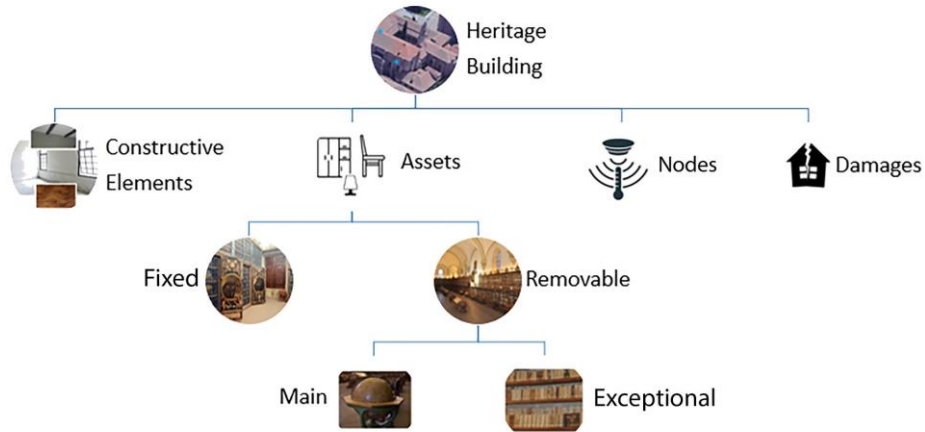 Heritage
Building
Constructive
Elements
Assets
Nodes
Damages
Fixed
Removable
Main
Exceptional